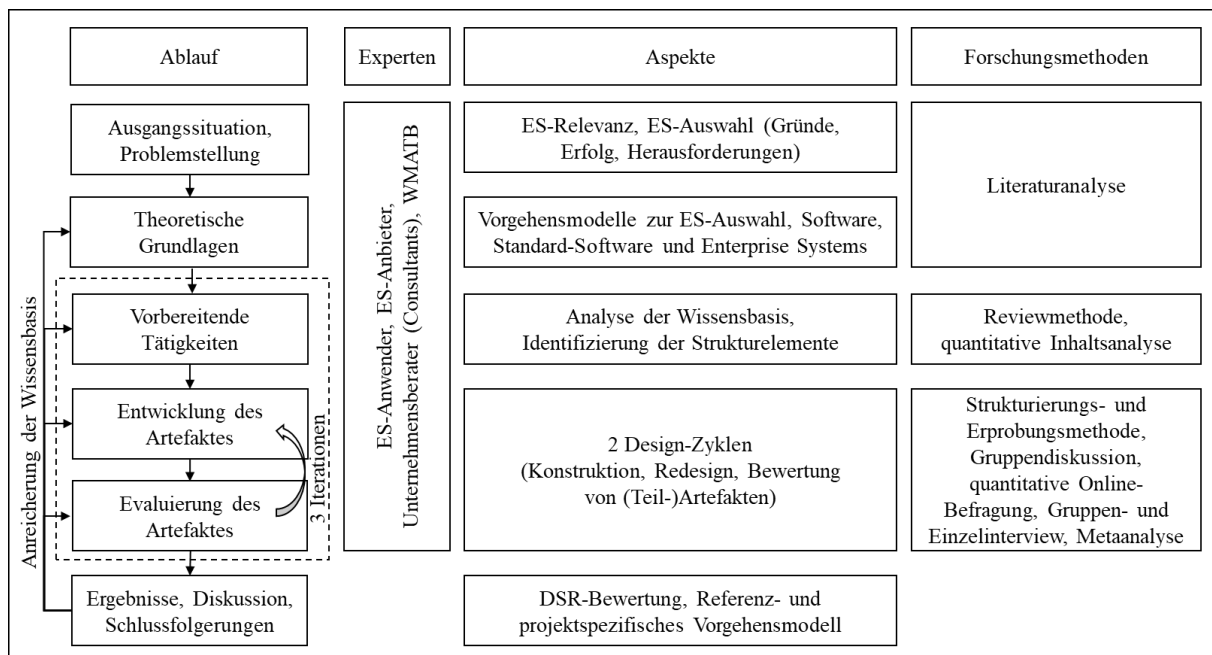 Ablauf
Experten
Aspekte
Forschungsmethoden
Ausgangssituation,
Problemstellung
ES-Relevanz, ES-Auswahl (Gründe,
Erfolg, Herausforderungen)
Literaturanalyse
Theoretische
Grundlagen
Vorgehensmodelle zur ES-Auswahl, Software,
Standard-Software und Enterprise Systems
ES-Anwender, ES-Anbieter,
Unternehmensberater (Consultants), WMATB
Vorbereitende
Tätigkeiten
Analyse der Wissensbasis,
Identifizierung der Strukturelemente
Reviewmethode,
quantitative Inhaltsanalyse
Entwicklung des
Artefaktes
Evaluierung des
Artefaktes
3 Iterationen
2 Design-Zyklen
(Konstruktion, Redesign, Bewertung
von (Teil-)Artefakten)
Strukturierungs- und
Erprobungsmethode,
Gruppendiskussion,
quantitative Online-
Befragung, Gruppen- und
Einzelinterview, Metaanalyse
Anreicherung der Wissensbasis
Ergebnisse, Diskussion,
Schlussfolgerungen
DSR-Bewertung, Referenz- und
projektspezifisches Vorgehensmodell